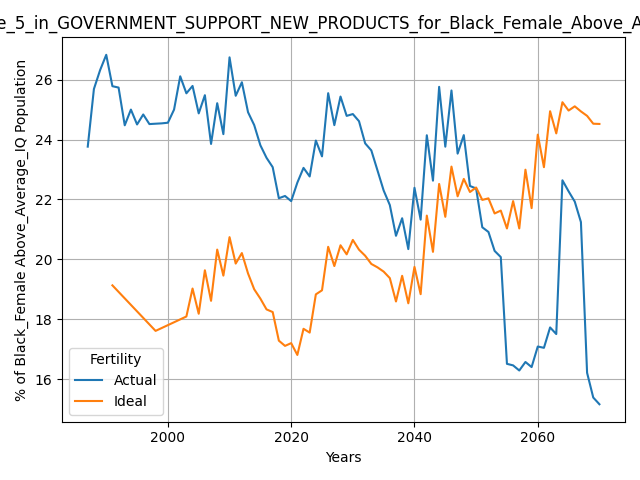 e_5_in_GOVERNMENT_SUPPORT_NEW_PRODUCTS_for_Black_Female_Above_A
% of Black_Female Above_Average_IQ Population
26
24
22
20
18
16
Fertility
Actual
Ideal
2000
2020
2040
2060
Years